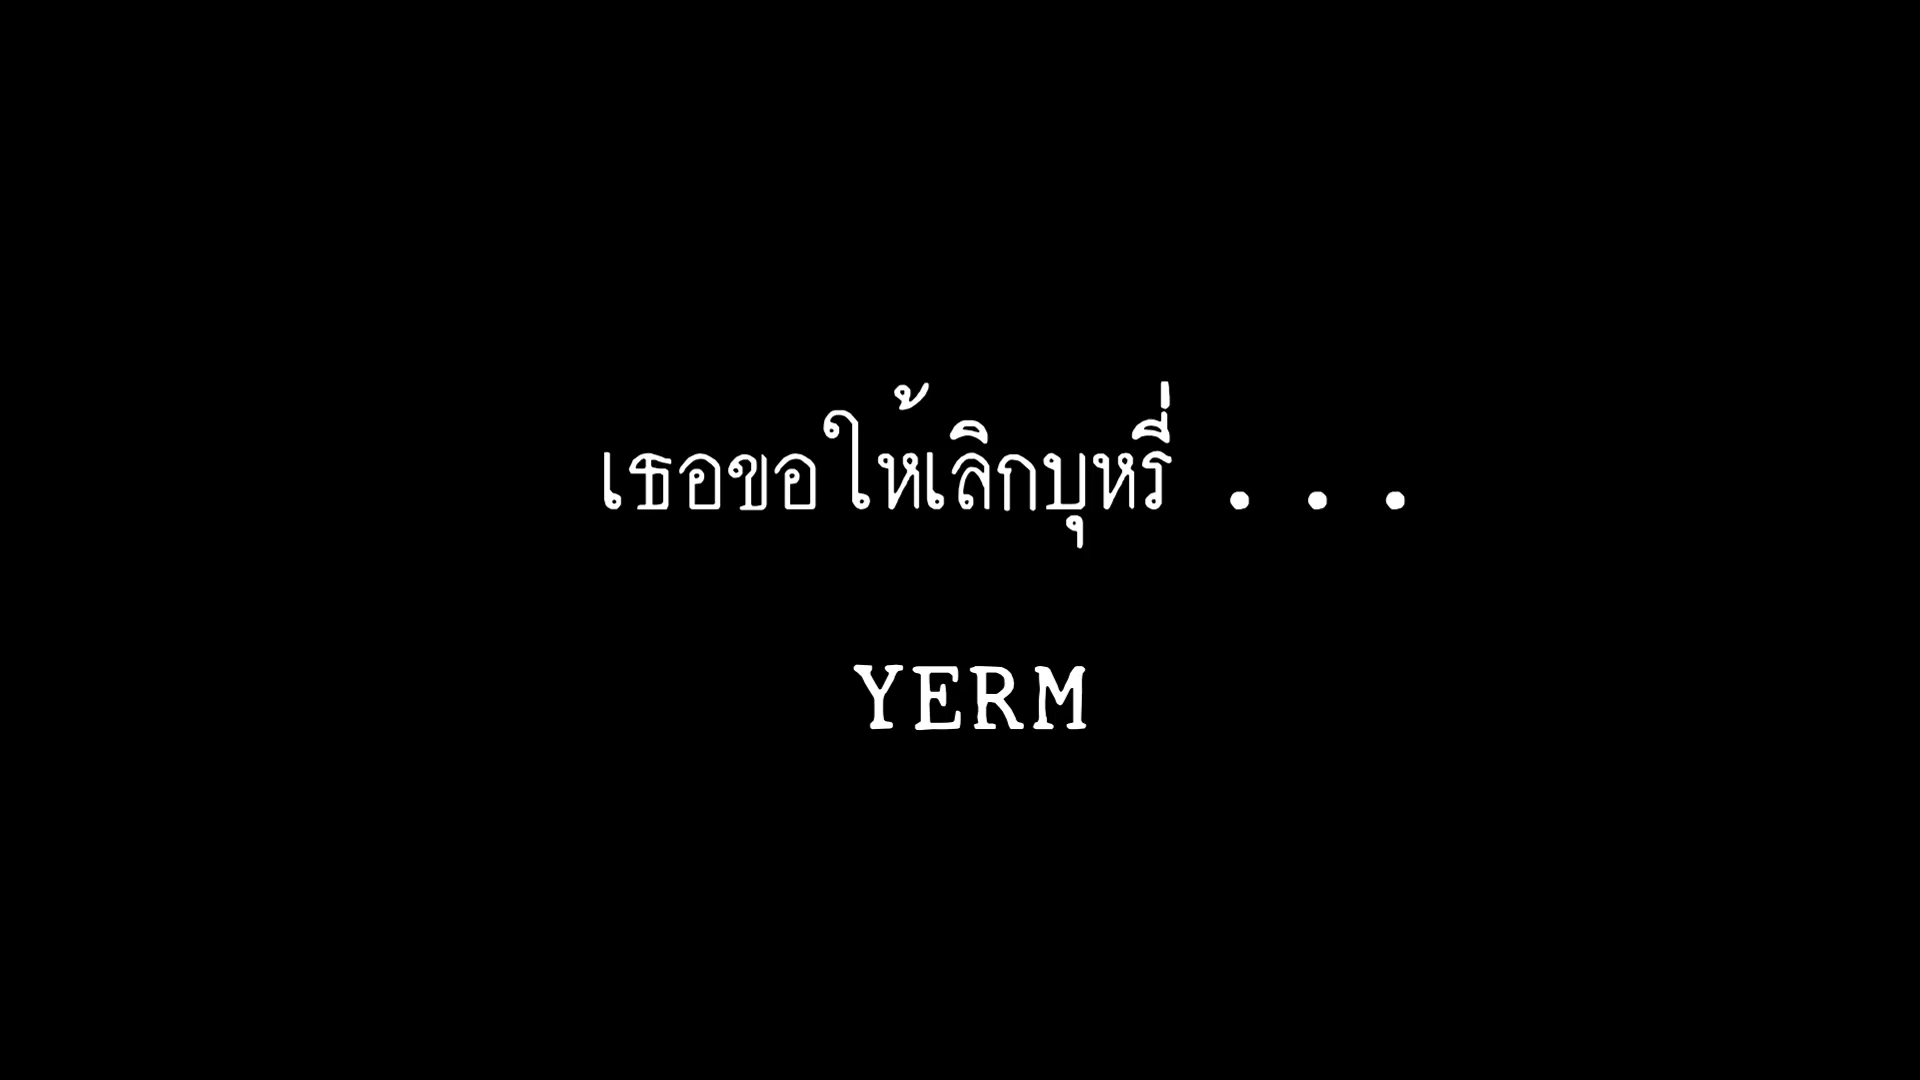 เธอขอให้เลิกบุหรี่ . . .
YERM